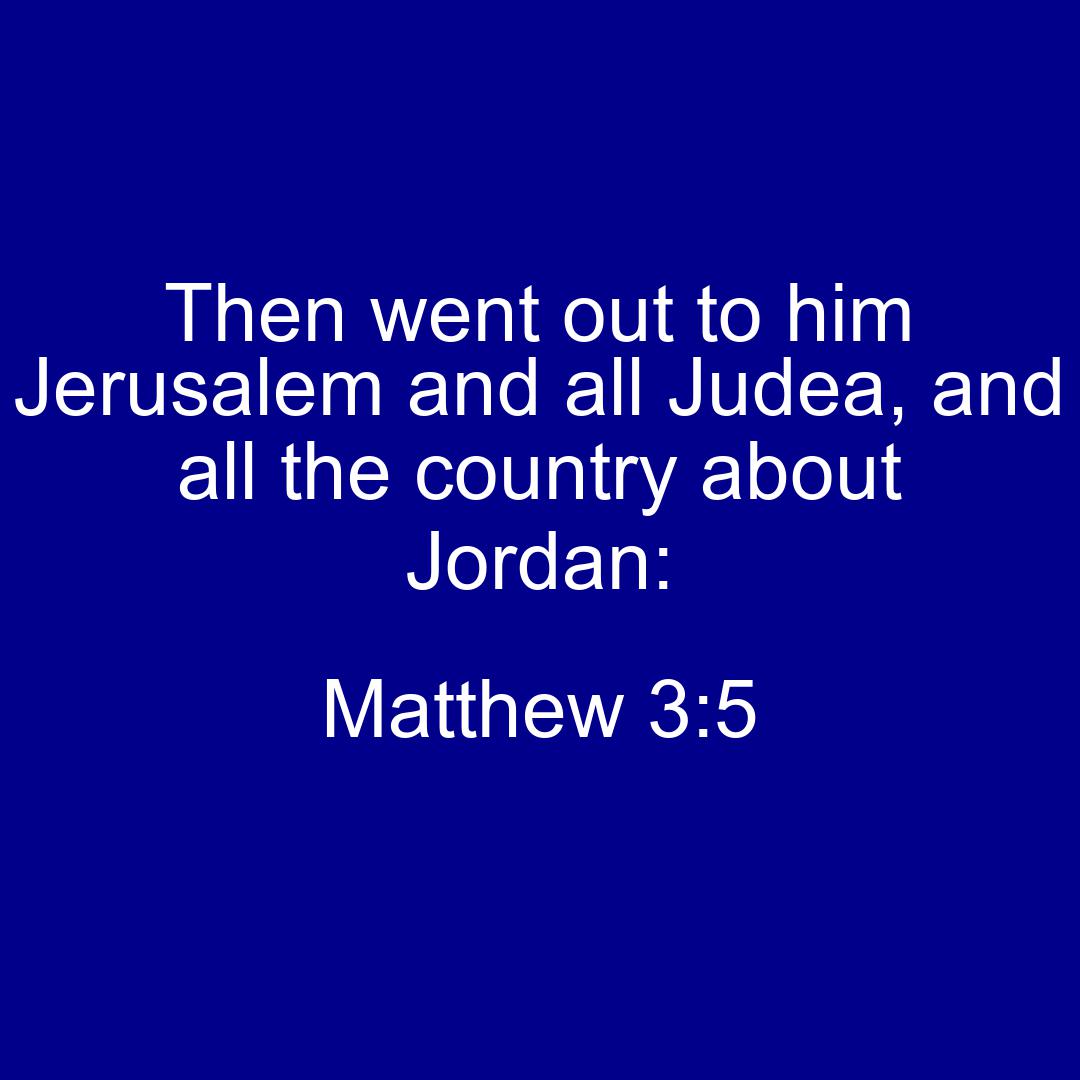 Then went out to him
Jerusalem and all Judea, and
all the country about
Jordan:
Matthew 3:5